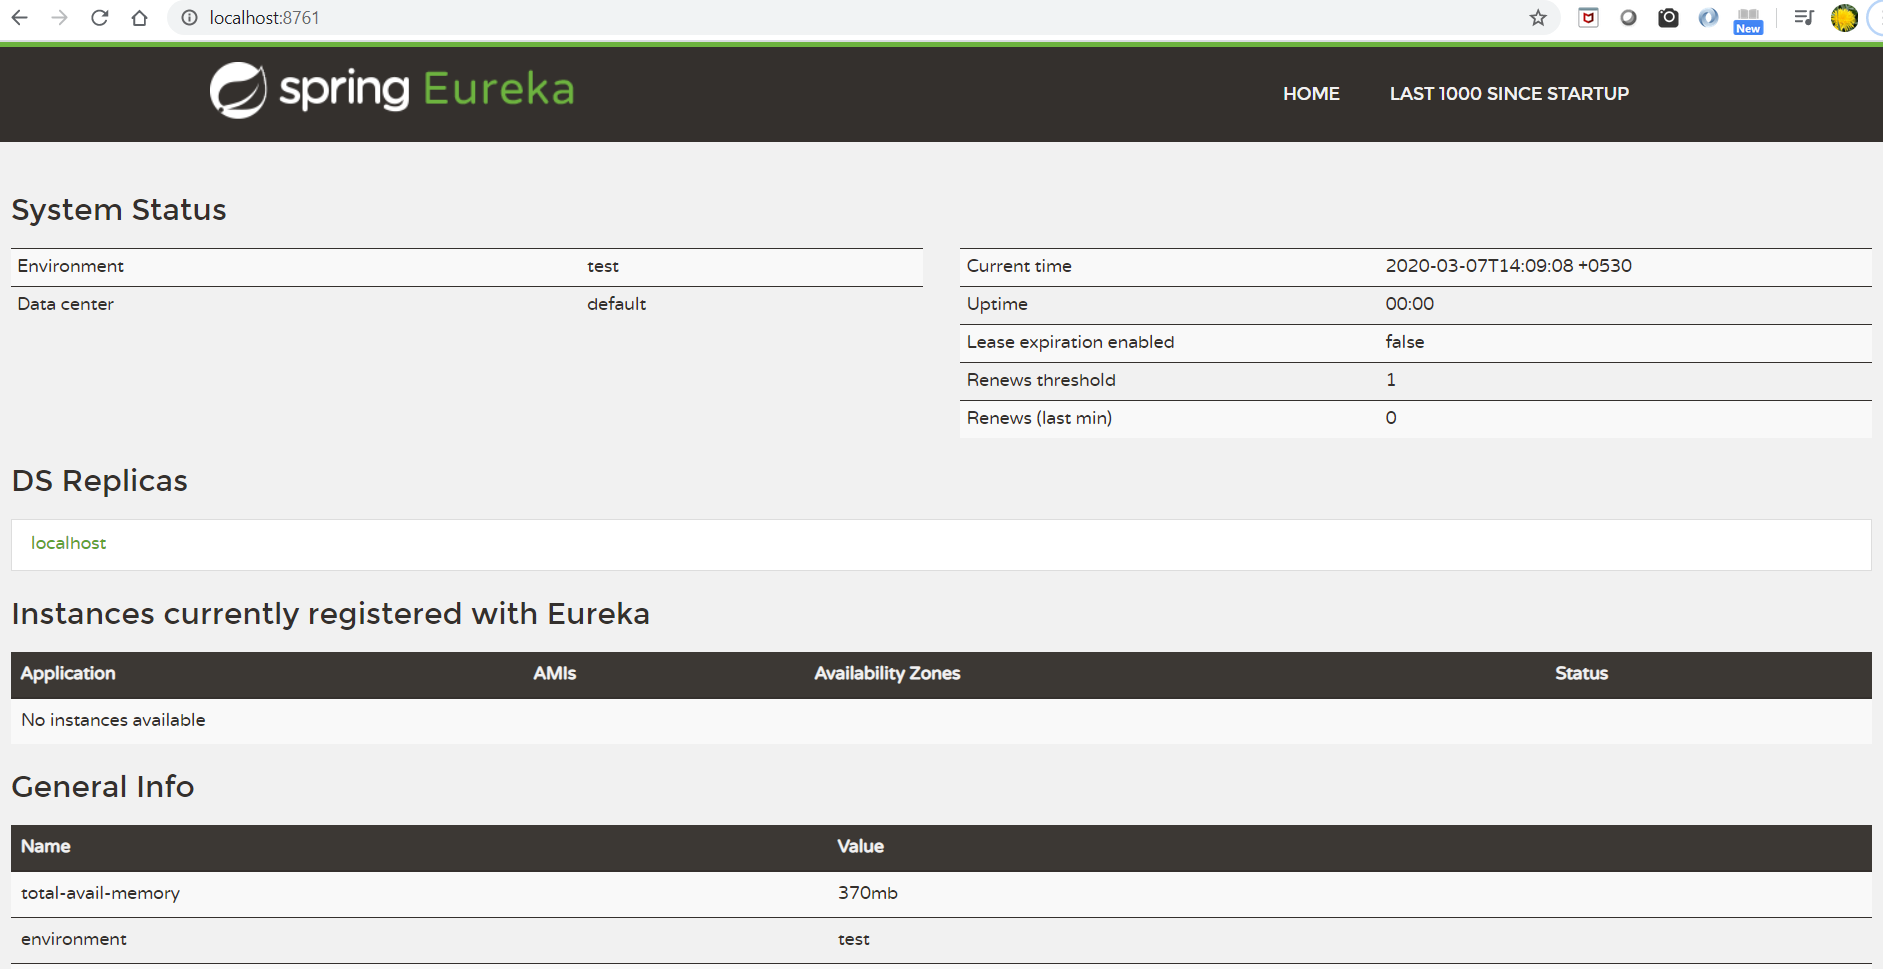 localhost:8761
New
spring Eureka
HOME LAST 1000 SINCE STARTUP
System Status
Environment test
Data center default
Current time 2020-03-07T14:09:08 +0530
Uptime 00:00
Lease expiration enabled false
Renews threshold 1
Renews (last min) 0
DS Replicas
localhost
Instances currently registered with Eureka
Application AMIs Availability Zones Status
No instances available
General Info
Name Value
total-avail-memory 370mb
environment test